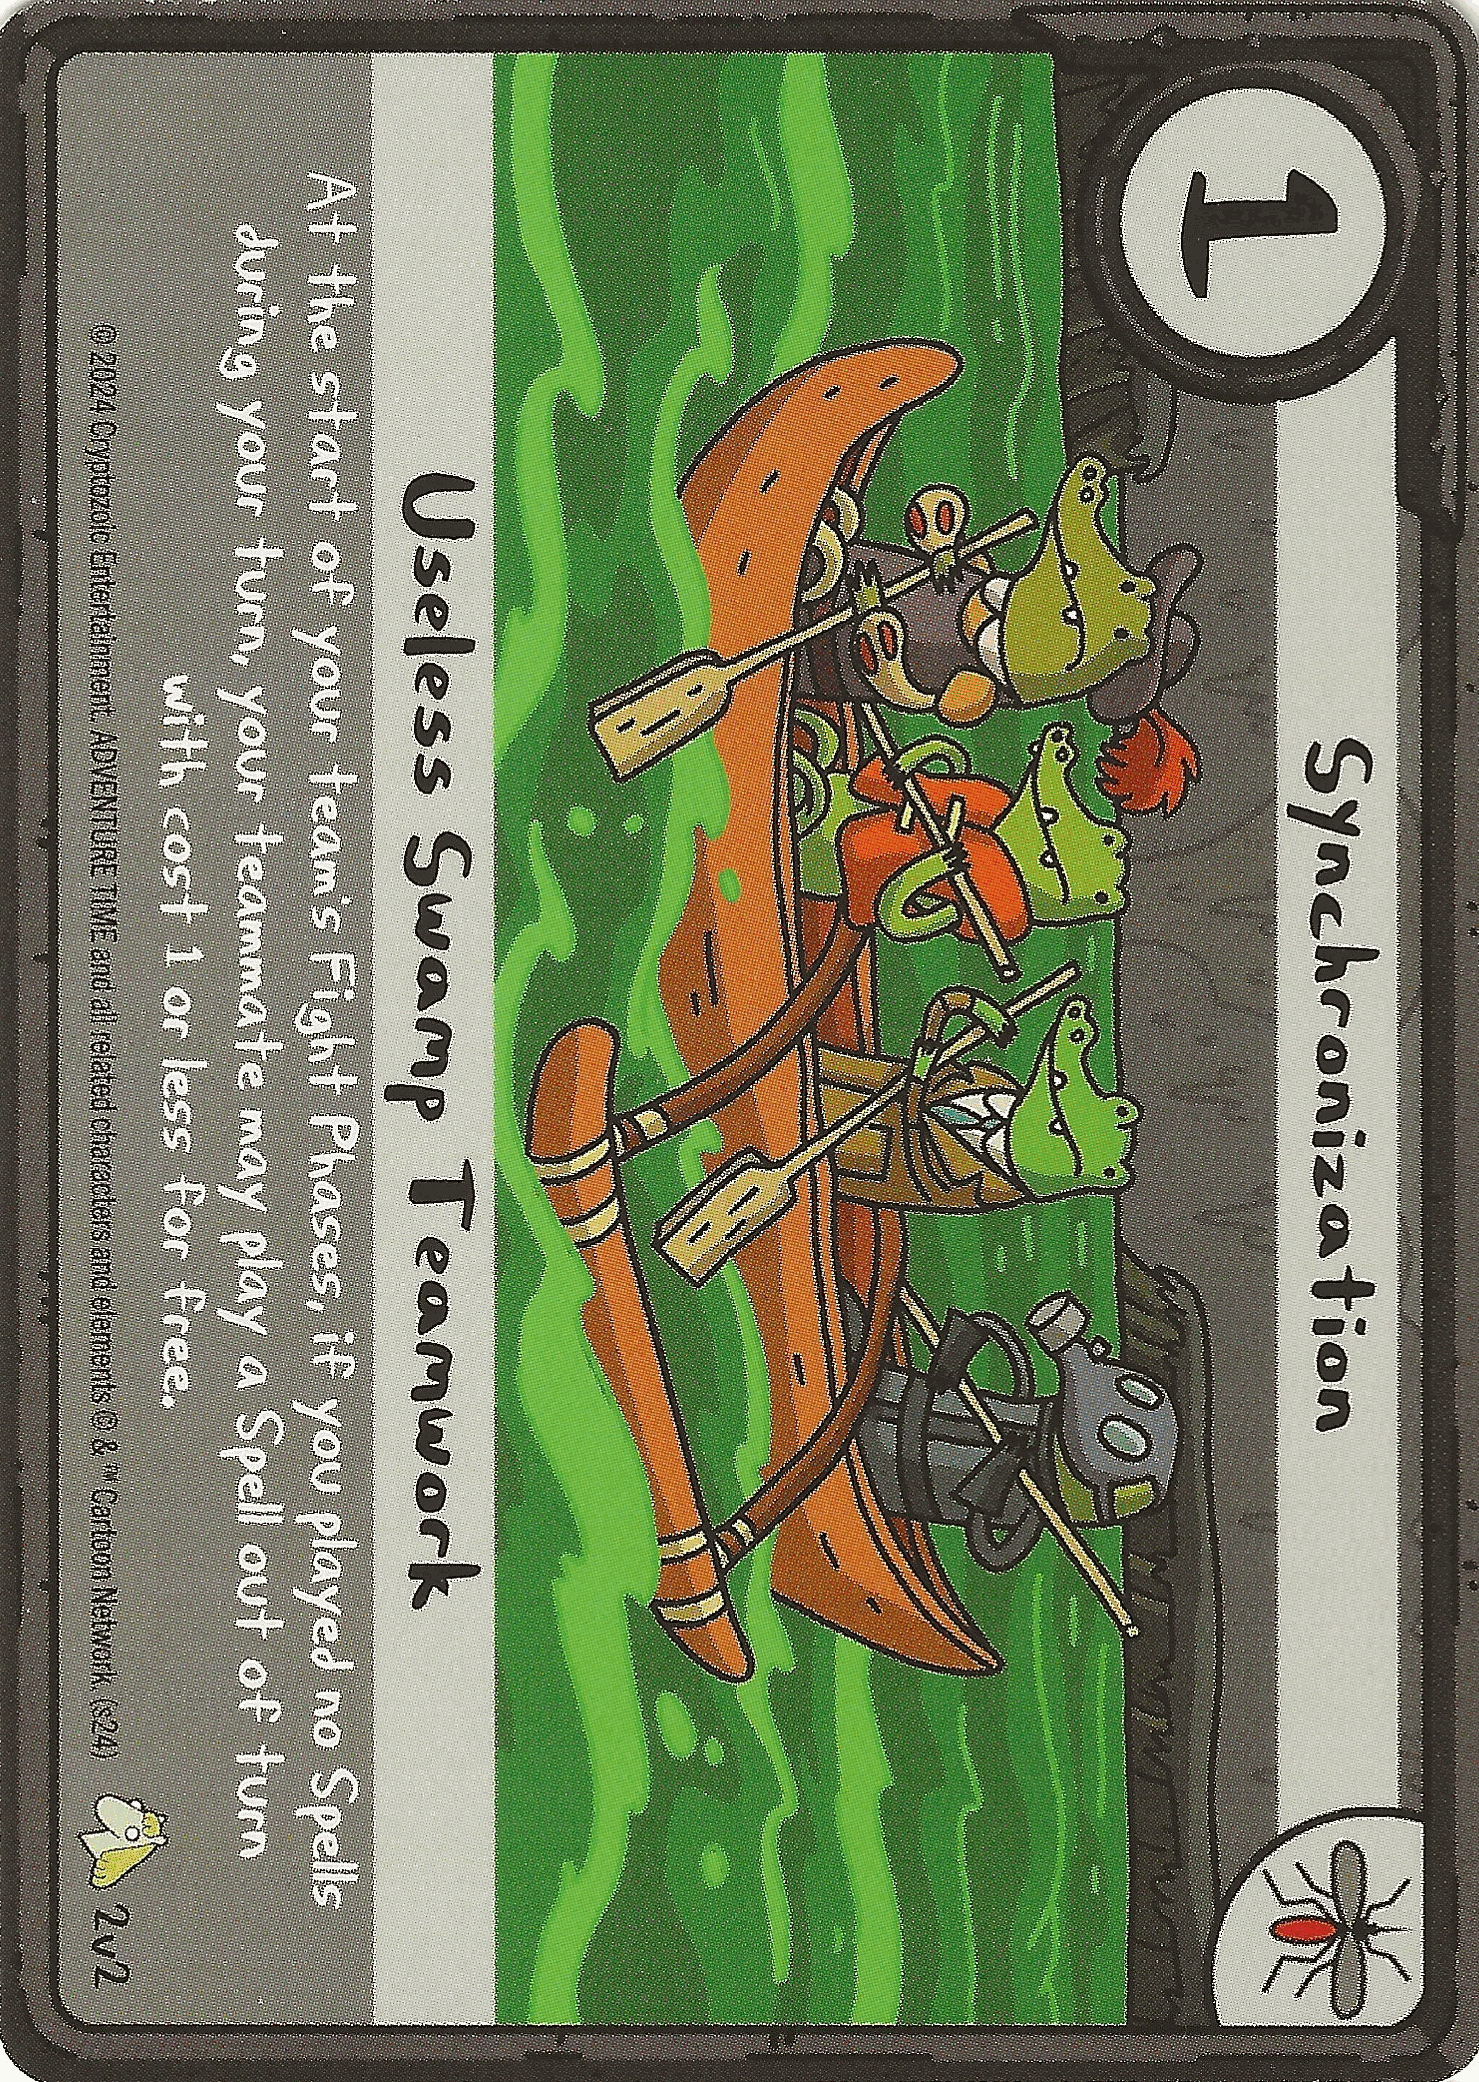 1
Synchronization
Useless Swamp Teamwork
At the start of your team's Fight Phases, if you played no Spells
during your turn, your teammate may play a Spell out of turn
with cost 1 or less for free.
© 2024 Cryptozoic Entertainment. ADVENTURE TIME and all related characters and elements © & ™ Cartoon Network. (s24)
2v2